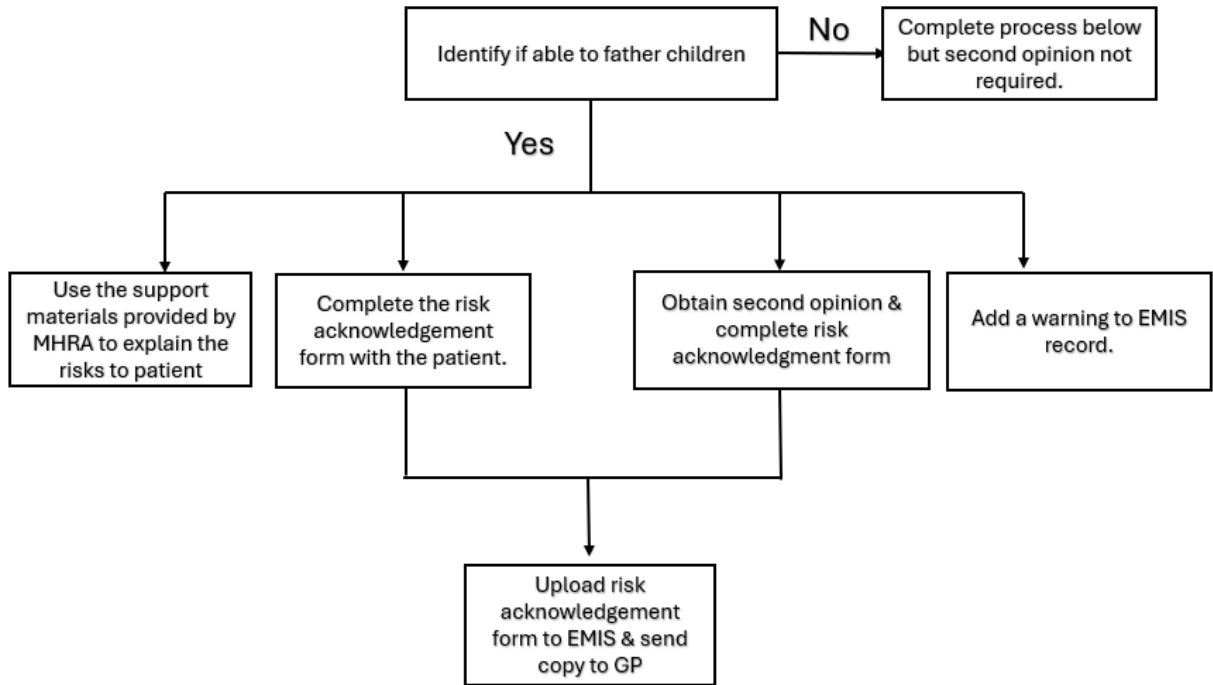 Identify if able to father children
No
Complete process below
but second opinion not
required.
Yes
Use the support
materials provided by
MHRA to explain the
risks to patient
Complete the risk
acknowledgement
form with the patient.
Obtain second opinion &
complete risk
acknowledgment form
Add a warning to EMIS
record.
Upload risk
acknowledgement
form to EMIS & send
copy to GP